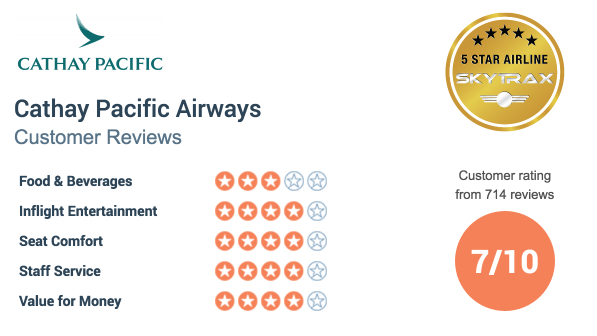 CATHAY PACIFIC
5 STAR AIRLINE
SKYTRAX
Cathay Pacific Airways
Customer Reviews
Customer rating
from 714 reviews
7/10
Food & Beverages
Inflight Entertainment
Seat Comfort
Staff Service
Value for Money